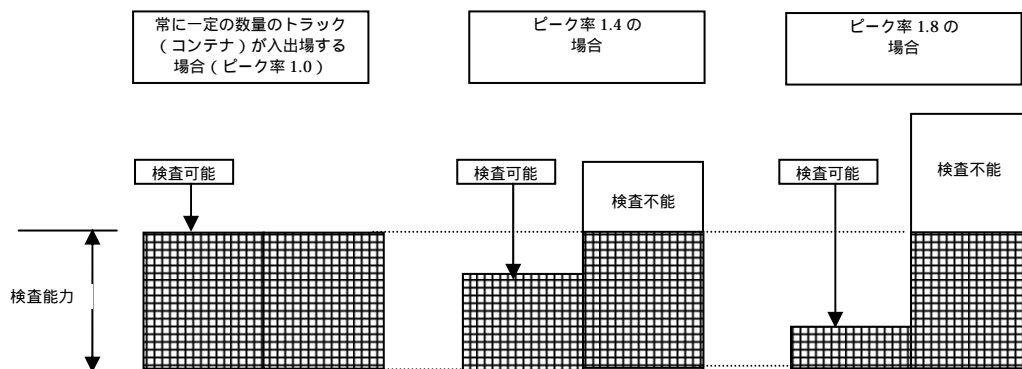 常に一定の数量のトラック
(コンテナ)が入出場する
場合(ピーク率 1.0)
ピーク率 1.4 の
場合
ピーク率 1.8 の
場合
検査可能
検査可能
検査可能
検査不能
検査不能
検査能力